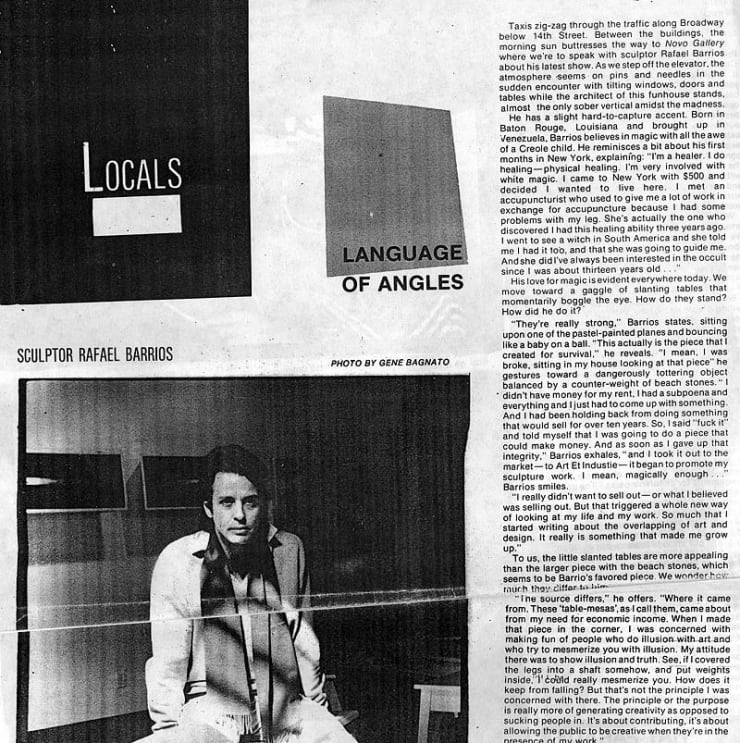 LOCALS
LANGUAGE
OF ANGLES
SCULPTOR RAFAEL BARRIOS
PHOTO BY GENE BAGNATO
Taxis zig-zag through the traffic along Broadway
below 14th Street. Between the buildings, the
morning sun buttresses the way to Novo Gallery
where we're to speak with sculptor Rafael Barrios
about his latest show. As we step off the elevator, the
atmosphere seems on pins and needles in the
sudden encounter with tilting windows, doors and
tables while the architect of this funhouse stands,
almost the only sober vertical amidst the madness.
He has a slight hard-to-capture accent. Born in
Baton Rouge, Louisiana and brought up in
Venezuela, Barrios believes in magic with all the awe
of a Creole child. He reminisces a bit about his first
months in New York, explaining: "I'm a healer. I do
healing—physical healing. I'm very involved with
white magic. I came to New York with $500 and
decided I wanted to live here. I met an
accupuncturist who used to give me a lot of work in
exchange for accupuncture because I had some
problems with my leg. She's actually the one who
discovered I had this healing ability three years ago.
I went to see a witch in South America and she told
me I had it too, and that she was going to guide me.
And she did I've always been interested in the occult
since I was about thirteen years old . . ."
His love for magic is evident everywhere today. We
move toward a gaggle of slanting tables that
momentarily boggle the eye. How do they stand?
How did he do it?
"They're really strong," Barrios states, sitting
upon one of the pastel-painted planes and bouncing
like a baby on a ball. "This actually is the piece that I
created for survival," he reveals. "I mean, I was
broke, sitting in my house looking at that piece" he
gestures toward a dangerously tottering object
balanced by a counter-weight of beach stones. "I
didn't have money for my rent, I had a subpoena and
everything and I just had to come up with something.
And I had been holding back from doing something
that would sell for over ten years. So, I said "fuck it"
and told myself that I was going to do a piece that
could make money. And as soon as I gave up that
integrity," Barrios exhales, "and I took it out to the
market—to Art Et Industie—it began to promote my
sculpture work. I mean, magically enough . . ."
Barrios smiles.
"I really didn't want to sell out—or what I believed
was selling out. But that triggered a whole new way
of looking at my life and my work. So much that I
started writing about the overlapping of art and
design. It really is something that made me grow
up."
To us, the little slanted tables are more appealing
than the larger piece with the beach stones, which
seems to be Barrio's favored piece. We wonder how
much they differ to him.
"The source differs," he offers. "Where it came
from. These 'table-mesas', as I call them, came about
from my need for economic income. When I made
that piece in the corner, I was concerned with
making fun of people who do illusion with art and
who try to mesmerize you with illusion. My attitude
there was to show illusion and truth. See, if I covered
the legs into a shaft somehow, and put weights
inside, I could really mesmerize you. How does it
keep from falling? But that's not the principle I was
concerned with there. The principle or the purpose
is really more of generating creativity as opposed to
sucking people in. It's about contributing, it's about
allowing the public to be creative when they're in the
presence of my work."